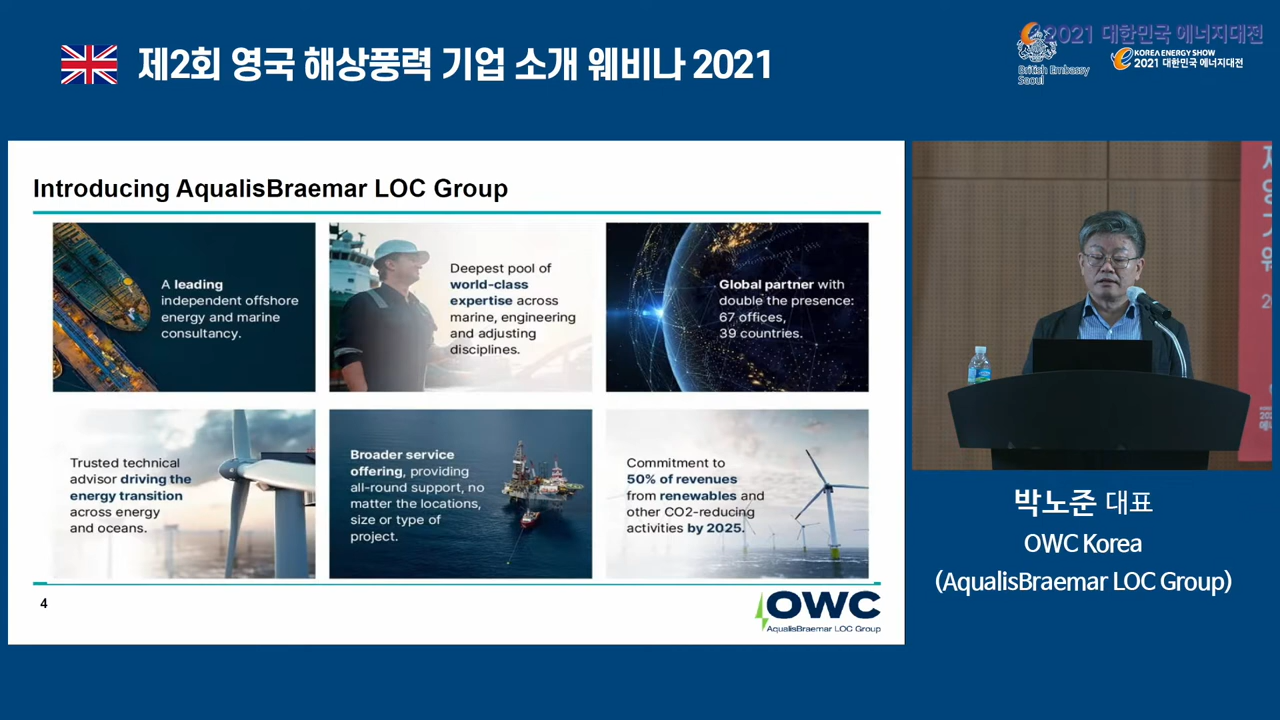 제2회 영국 해상풍력 기업 소개 웨비나 2021
2021 대한민국 에너지대전
British Embassy
Seoul
KOREA ENERGY SHOW
2021 대한민국 에너지대전
Introducing AqualisBraemar LOC Group
A leading
independent offshore
energy and marine
consultancy.
Deepest pool of
world-class
expertise across
marine, engineering
and adjusting
disciplines.
Global partner with
double the presence:
67 offices,
39 countries.
Trusted technical
advisor driving the
energy transition
across energy
and oceans.
Broader service
offering, providing
all-round support, no
matter the locations,
size or type of
project.
Commitment to
50% of revenues
from renewables and
other CO2-reducing
activities by 2025.
4
OWC
AqualisBraemar LOC Group
박노준 대표
OWC Korea
(AqualisBraemar LOC Group)